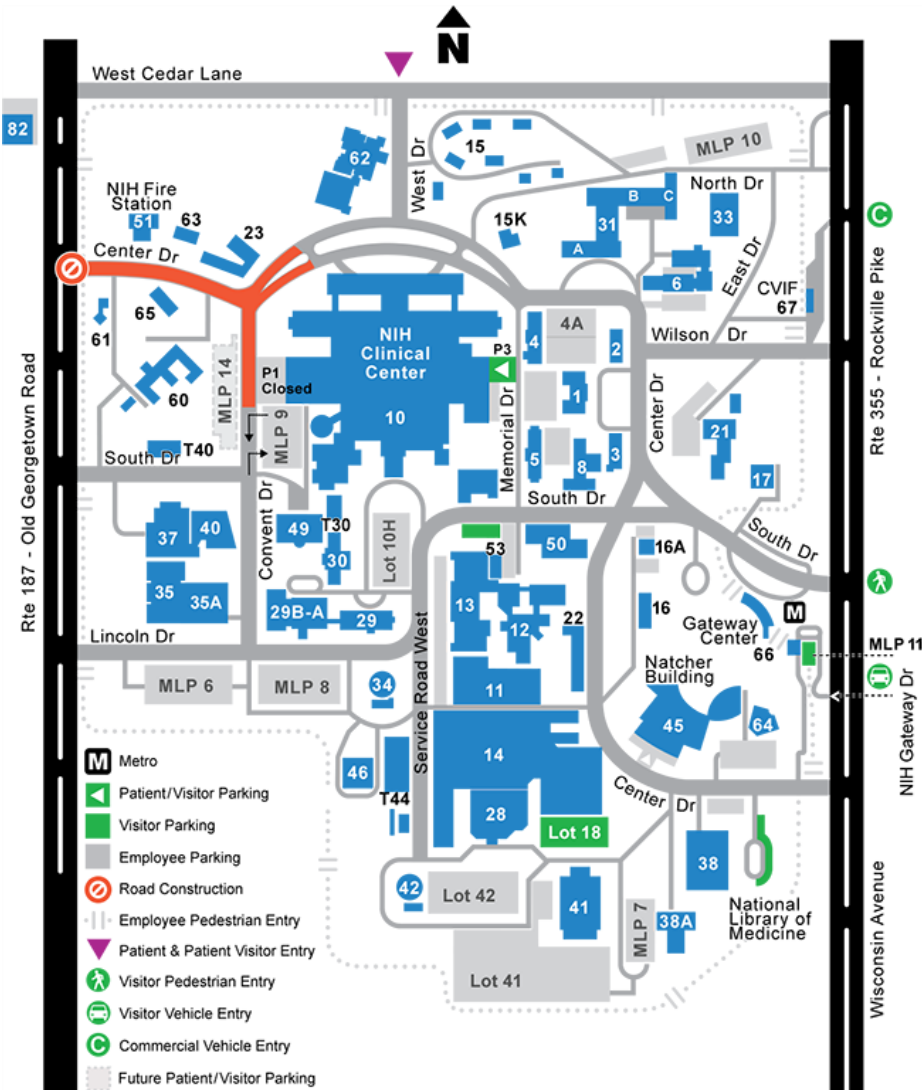 N
West Cedar Lane
82
62
West Dr
15
MLP 10
NIH Fire
Station
51
63
23
Center Dr
15K
North Dr
B
C
31
A
33
6
East Dr
CVIF
67
C
65
61
60
MLP 14
P1
Closed
MLP 9
NIH
Clinical
Center
10
P3
Memorial Dr
4
4A
2
1
5
8
3
Wilson Dr
Center Dr
21
17
Rte 355 - Rockville Pike
Rte 187 - Old Georgetown Road
T40
South Dr
South Dr
South Dr
37
40
35
35A
Convent Dr
49
T30
30
Lot 10H
29B-A
29
53
50
16A
16
13
12
22
11
Gateway
Center
M
66
MLP 11
NIH Gateway Dr
Lincoln Dr
MLP 6
MLP 8
34
Service Road West
Natcher
Building
45
64
14
46
T44
28
Lot 18
Center Dr
38
National
Library of
Medicine
42
Lot 42
41
MLP 7
38A
Lot 41
Wisconsin Avenue
M Metro
Patient/Visitor Parking
Visitor Parking
Employee Parking
Road Construction
Employee Pedestrian Entry
Patient & Patient Visitor Entry
Visitor Pedestrian Entry
Visitor Vehicle Entry
C Commercial Vehicle Entry
Future Patient/Visitor Parking